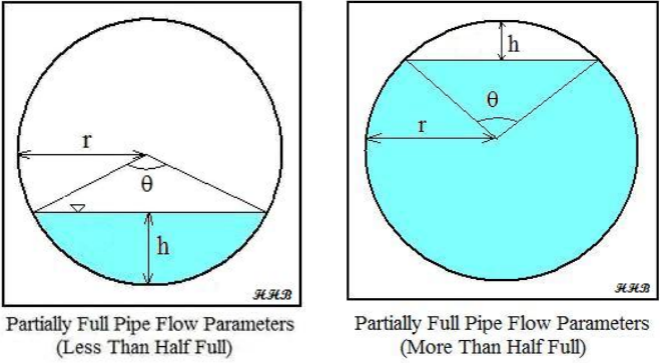 r
θ
h
HHB
Partially Full Pipe Flow Parameters
(Less Than Half Full)
h
θ
r
HHB
Partially Full Pipe Flow Parameters
(More Than Half Full)